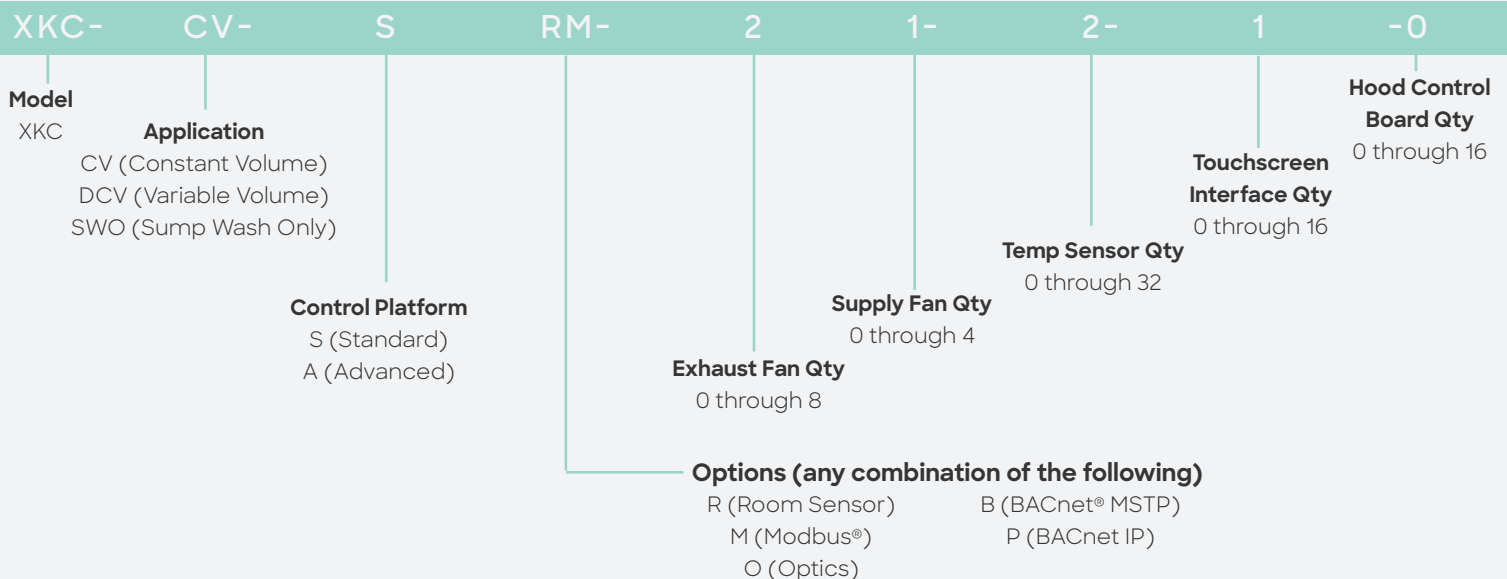 XKC- CV- S RM- 2 1- 2- 1 -0
Model
XKC
Application
CV (Constant Volume)
DCV (Variable Volume)
SWO (Sump Wash Only)
Control Platform
S (Standard)
A (Advanced)
Options (any combination of the following)
R (Room Sensor)
M (Modbus®)
O (Optics)
B (BACnet® MSTP)
P (BACnet IP)
Exhaust Fan Qty
0 through 8
Supply Fan Qty
0 through 4
Temp Sensor Qty
0 through 32
Touchscreen
Interface Qty
0 through 16
Hood Control
Board Qty
0 through 16